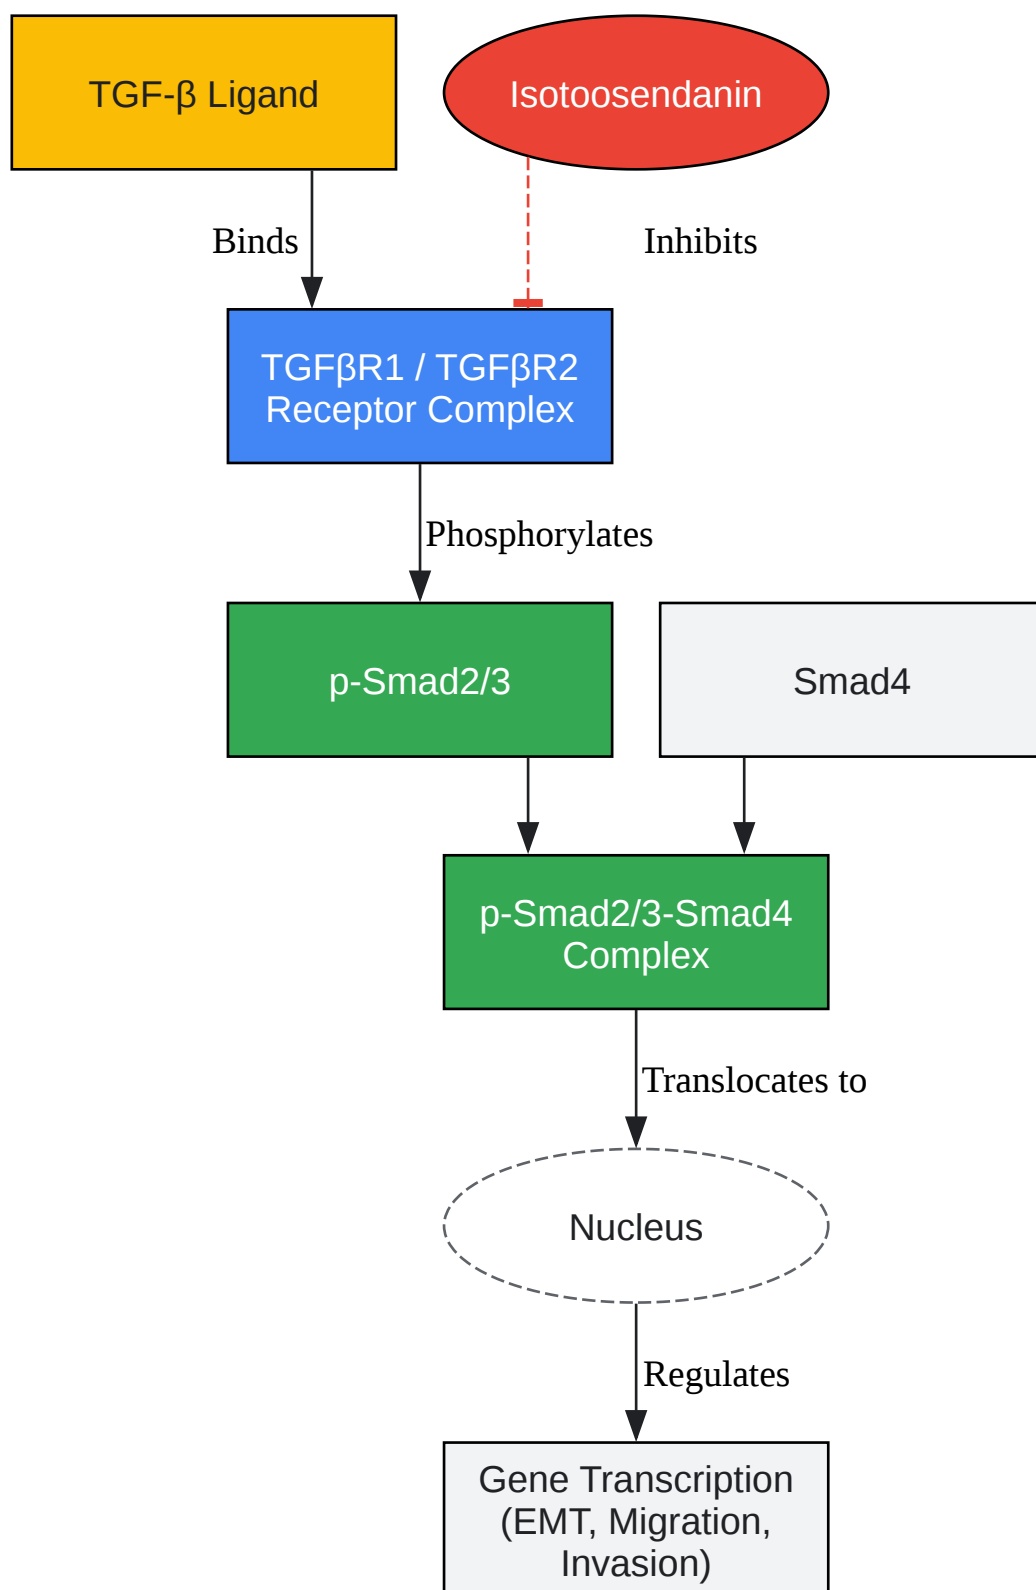 TGF-β Ligand
Isotoosendanin
Binds
Inhibits
TGFβR1 / TGFβR2
Receptor Complex
Phosphorylates
p-Smad2/3
Smad4
p-Smad2/3-Smad4
Complex
Translocates to
Nucleus
Regulates
Gene Transcription
(EMT, Migration,
Invasion)